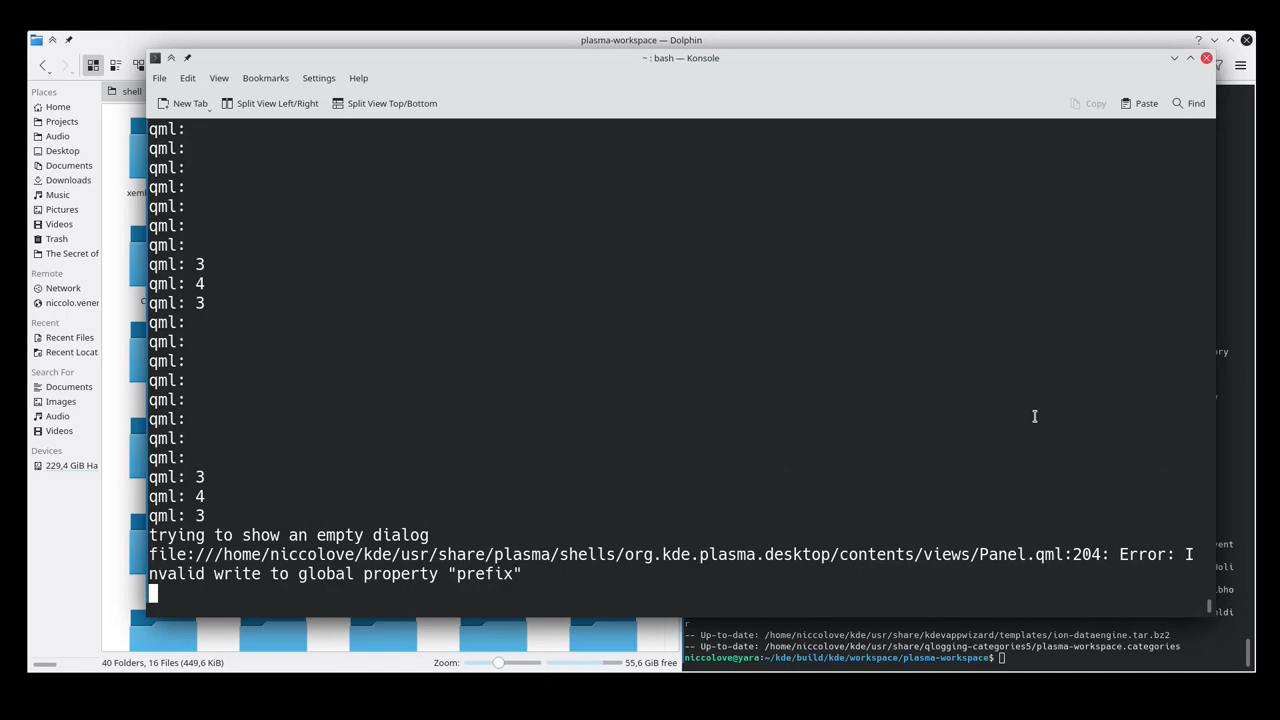 plasma-workspace — Dolphin
~ : bash — Konsole
File Edit View Bookmarks Settings Help
New Tab Split View Left/Right Split View Top/Bottom Copy Paste Find
Places
Home
Projects
Audio
Desktop
Documents
Downloads
Music
Pictures
Videos
Trash
The Secret of
Remote
Network
niccolo.vener
Recent
Recent Files
Recent Locat
Search For
Documents
Images
Audio
Videos
Devices
229,4 GiB Ha
shell
qml:
qml:
qml:
qml:
qml:
qml:
qml:
qml: 3
qml: 4
qml: 3
qml:
qml:
qml:
qml:
qml:
qml:
qml:
qml:
qml: 3
qml: 4
qml: 3
trying to show an empty dialog
file:///home/niccolove/kde/usr/share/plasma/shells/org.kde.plasma.desktop/contents/views/Panel.qml:204: Error: I
nvalid write to global property "prefix"
40 Folders, 16 Files (449,6 KiB) Zoom: 55,6 GiB free
r
-- Up-to-date: /home/niccolove/kde/usr/share/kdevappwizard/templates/ion-dataengine.tar.bz2
-- Up-to-date: /home/niccolove/kde/usr/share/qlogging-categories5/plasma-workspace.categories
niccolove@yara:~/kde/build/kde/workspace/plasma-workspace$